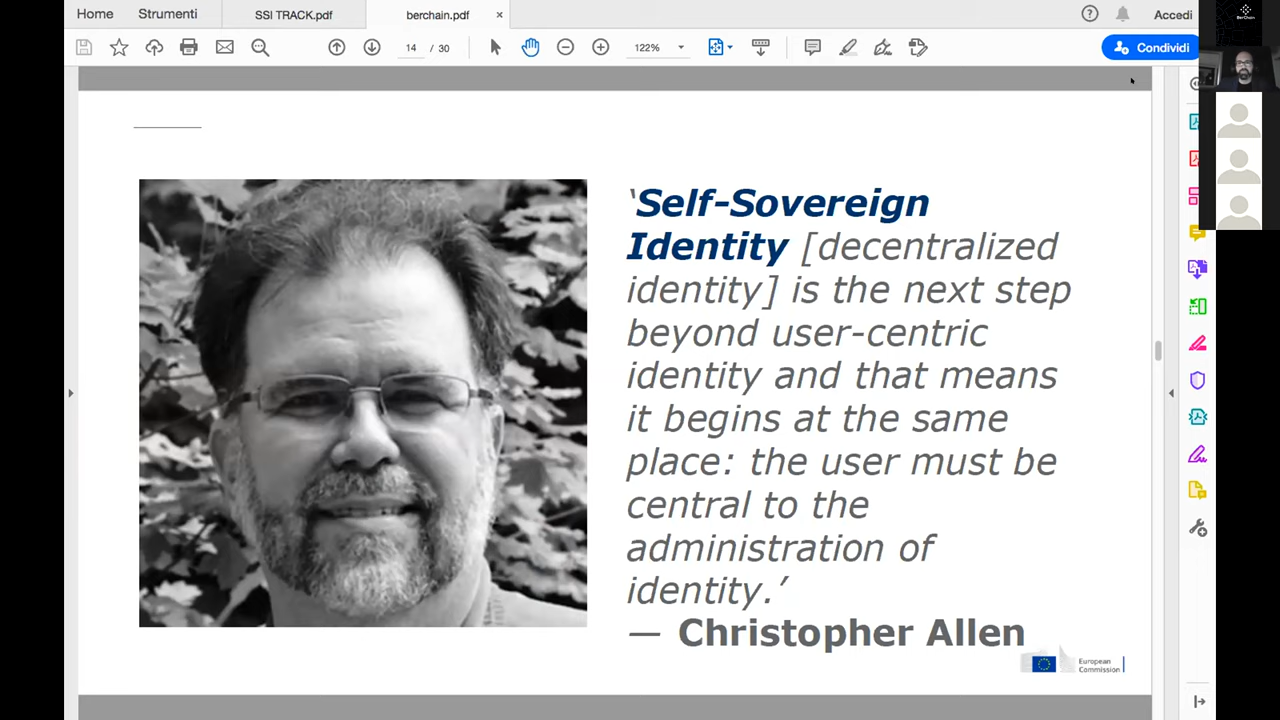 Home Strumenti SSI TRACK.pdf berchain.pdf × Accedi
14 / 30 122% Condividi
BerChain
‘Self-Sovereign
Identity [decentralized
identity] is the next step
beyond user-centric
identity and that means
it begins at the same
place: the user must be
central to the
administration of
identity.’
— Christopher Allen
European
Commission